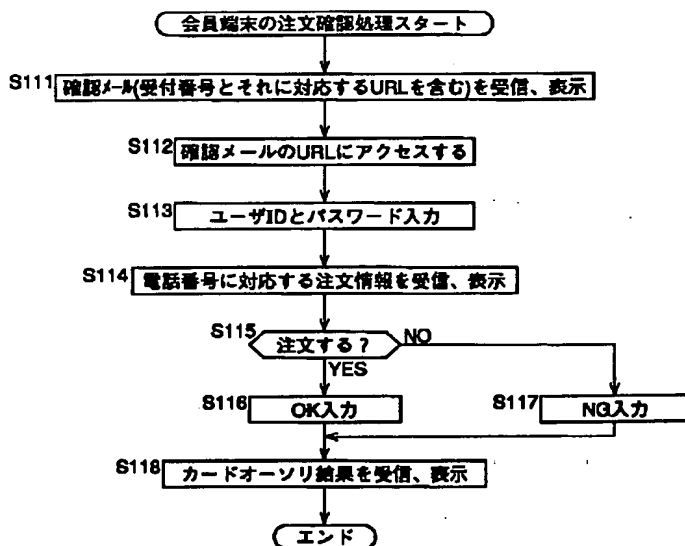 会員端末の注文確認処理スタート
S111 確認メール(受付番号とそれに対応するURLを含む)を受信、表示
S112 確認メールのURLにアクセスする
S113 ユーザIDとパスワード入力
S114 電話番号に対応する注文情報を受信、表示
S115 注文する? NO
YES
S116 OK入力 S117 NG入力
S118 カードオーソリ結果を受信、表示
エンド